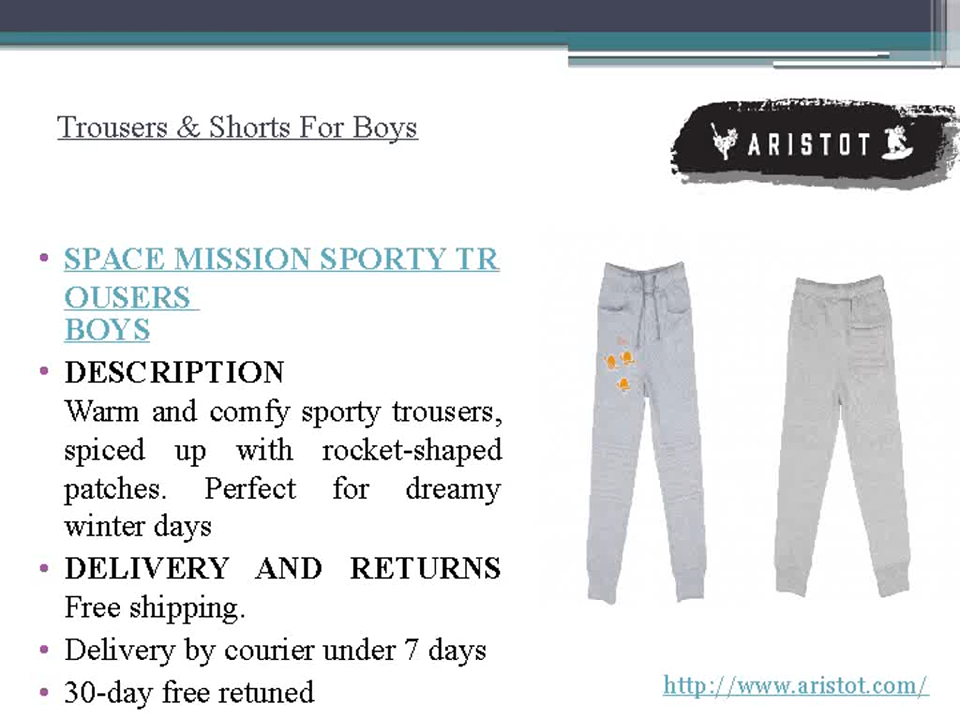 Trousers & Shorts For Boys
ARISTOT
SPACE MISSION SPORTY TR
OUSERS
BOYS
DESCRIPTION
Warm and comfy sporty trousers,
spiced up with rocket-shaped
patches. Perfect for dreamy
winter days
DELIVERY AND RETURNS
Free shipping.
Delivery by courier under 7 days
30-day free retuned
http://www.aristot.com/